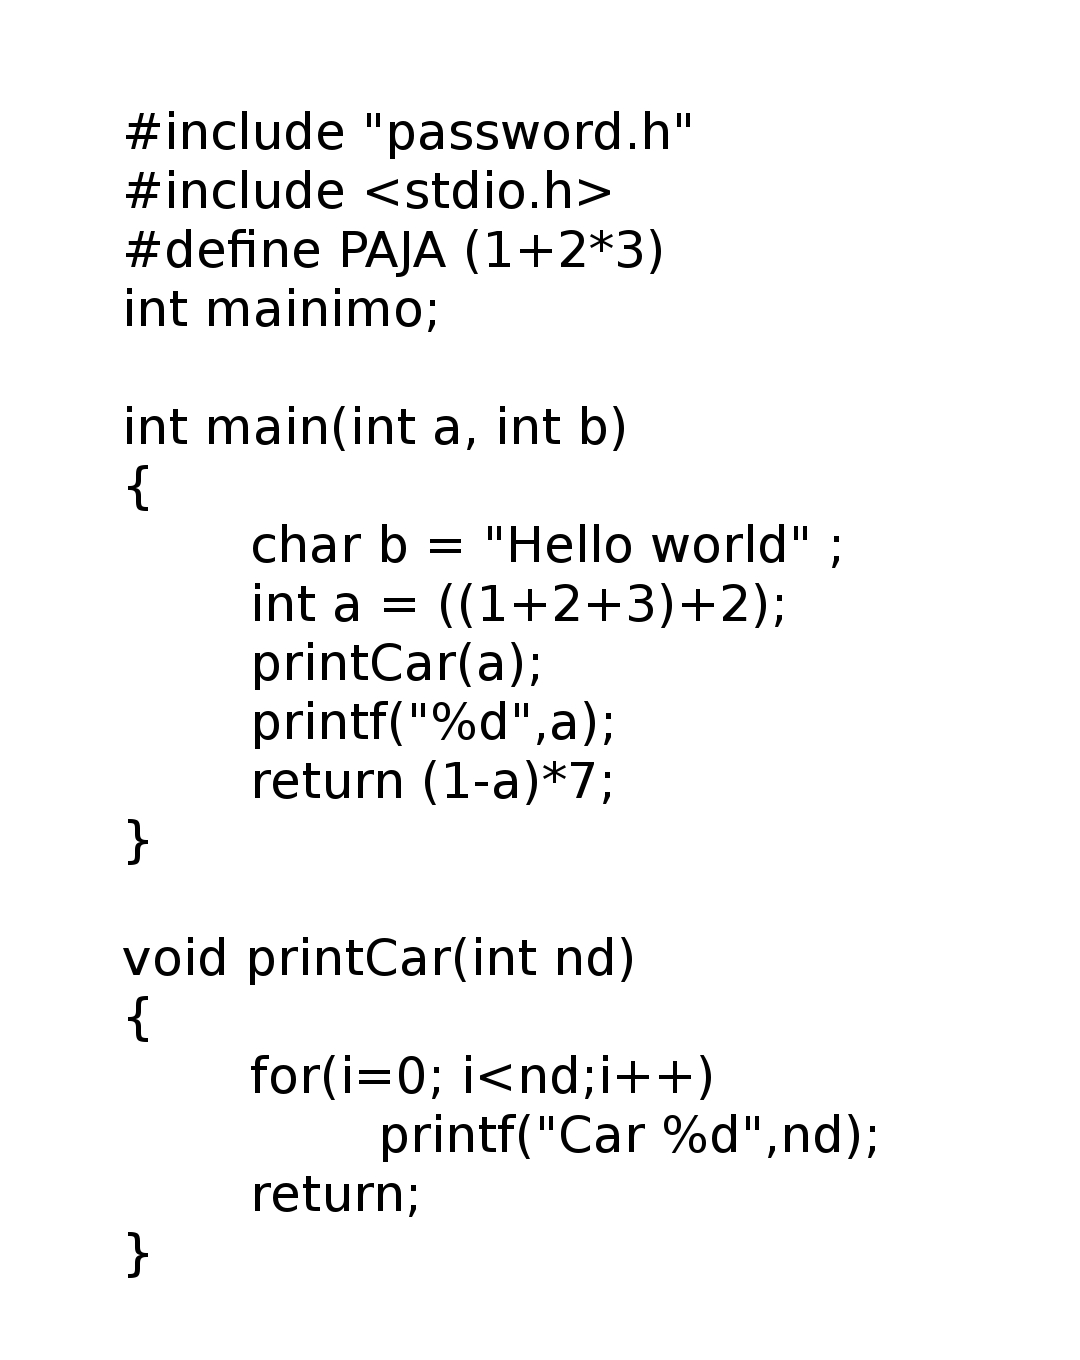 #include "password.h"
#include <stdio.h>
#define PAJA (1+2*3)
int mainimo;

int main(int a, int b)
{
	char b = "Hello world" ;
	int a = ((1+2+3)+2);
	printCar(a);
	printf("%d",a);
	return (1-a)*7;
}

void printCar(int nd)
{
	for(i=0; i<nd;i++)
		printf("Car %d",nd);
	return;
}